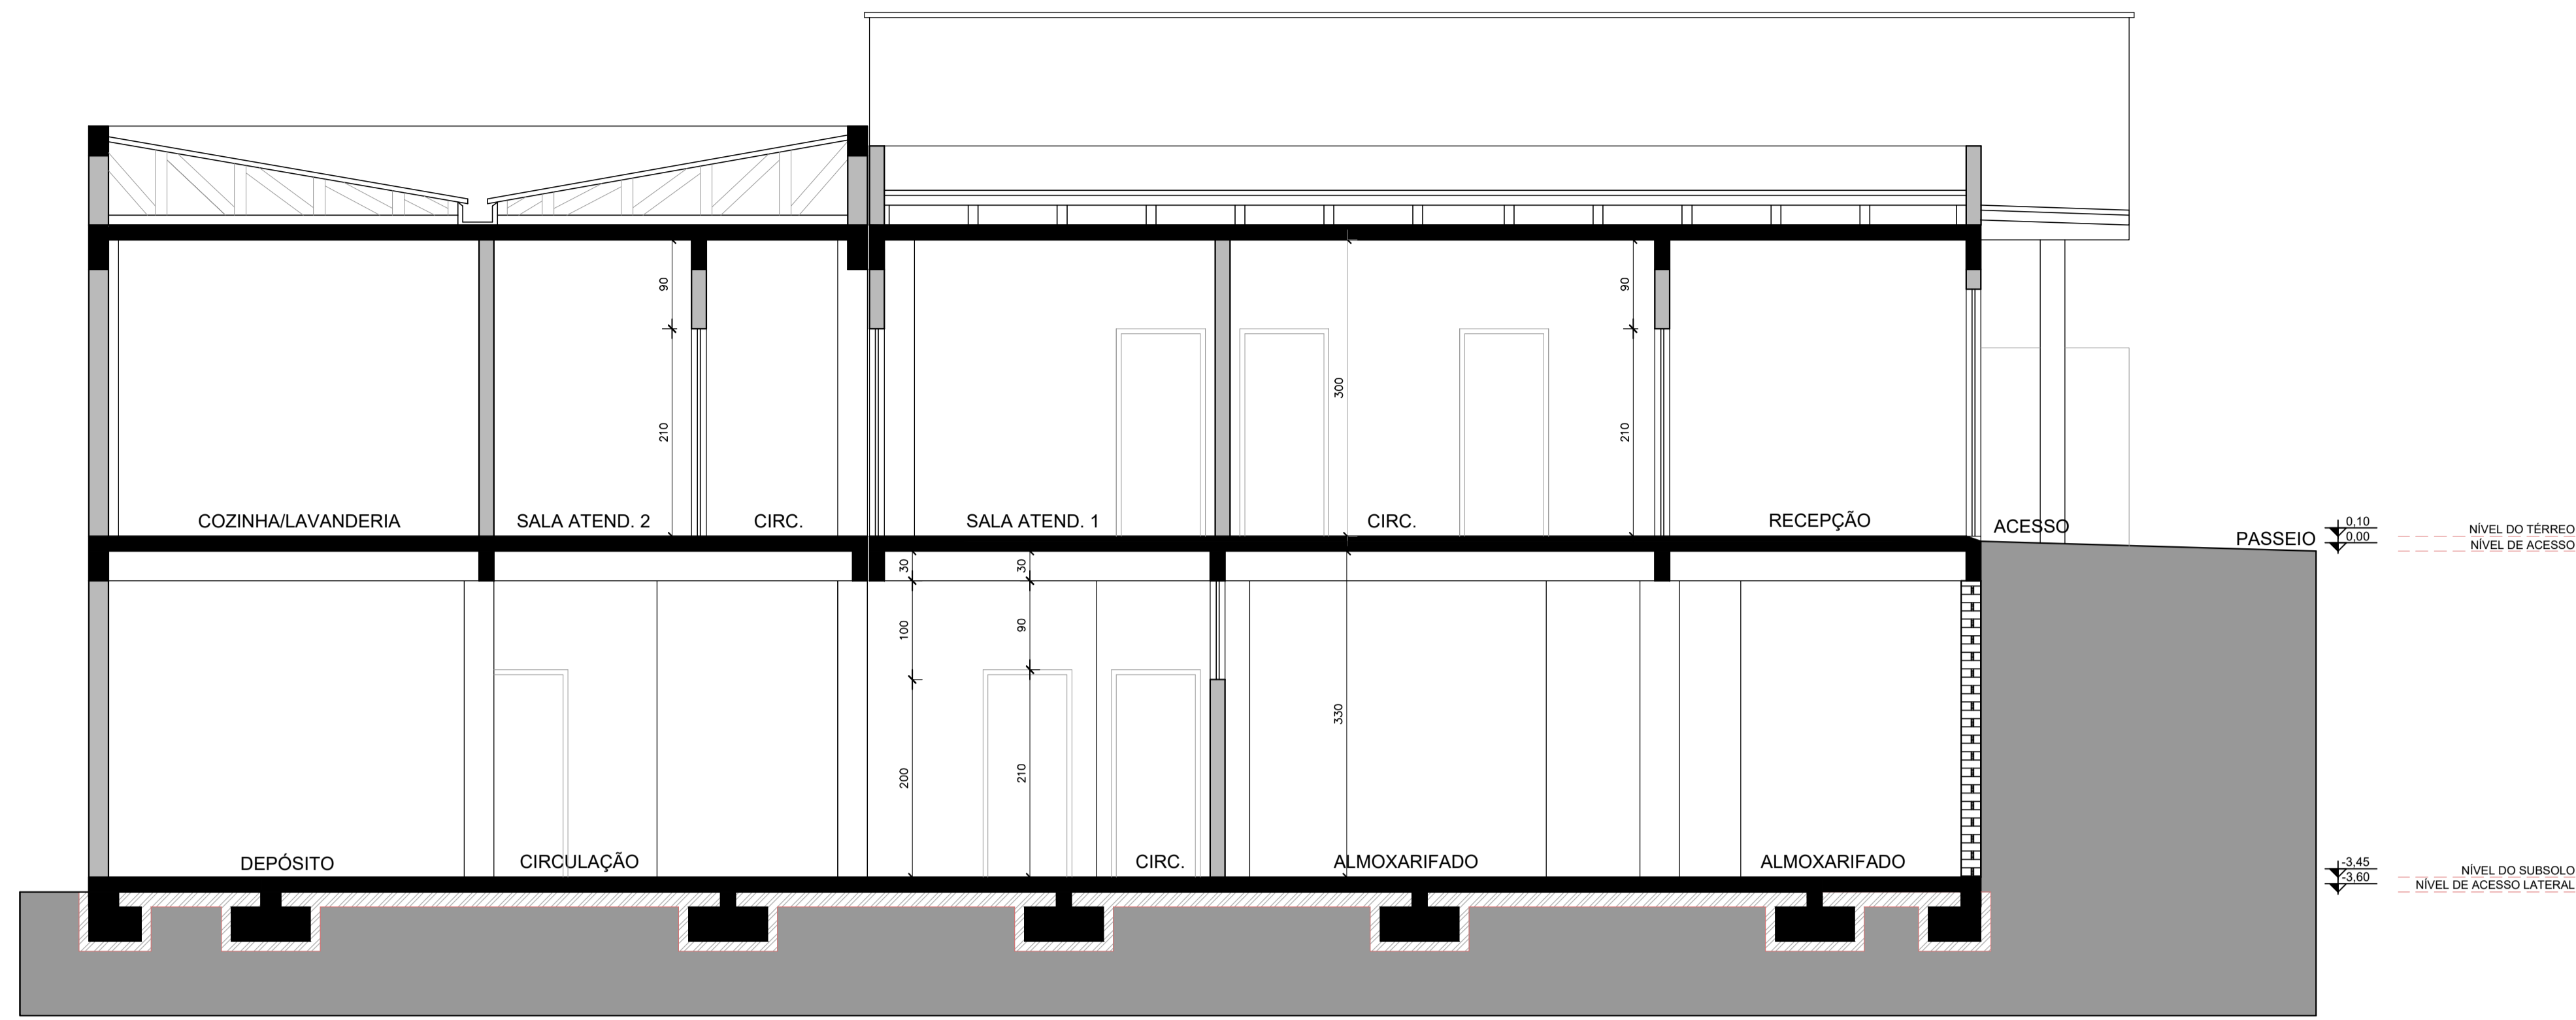 90
90
300
210
210
COZINHA/LAVANDERIA
SALA ATEND. 2
CIRC.
SALA ATEND. 1
CIRC.
RECEPÇÃO
ACESSO
PASSEIO
0,10
0,00
NÍVEL DO TÉRREO
NÍVEL DE ACESSO
30
30
100
90
330
200
210
DEPÓSITO
CIRCULAÇÃO
CIRC.
ALMOXARIFADO
ALMOXARIFADO
-3,45
-3,60
NÍVEL DO SUBSOLO
NÍVEL DE ACESSO LATERAL